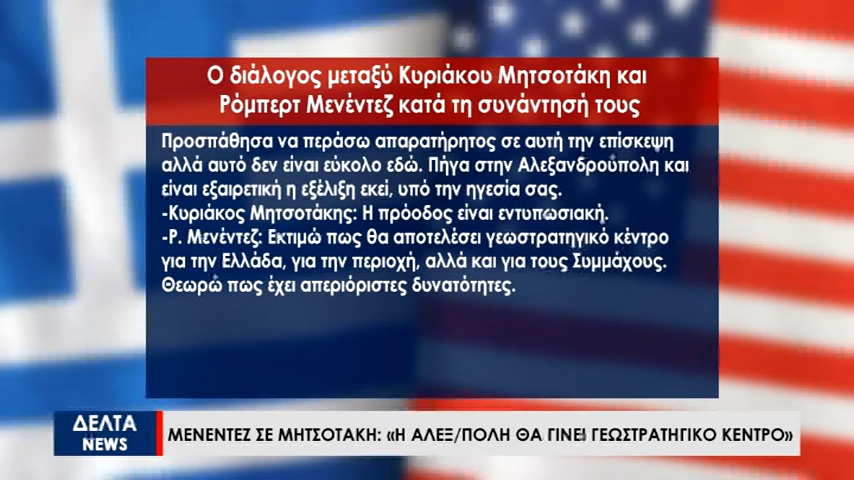 Ο διάλογος μεταξύ Κυριάκου Μητσοτάκη και
Ρόμπερτ Μενέντεζ κατά τη συνάντησή τους
Προσπάθησα να περάσω απαρατήρητος σε αυτή την επίσκεψη
αλλά αυτό δεν είναι εύκολο εδώ. Πήγα στην Αλεξανδρούπολη και
είναι εξαιρετική η εξέλιξη εκεί, υπό την ηγεσία σας.
-Κυριάκος Μητσοτάκης: Η πρόοδος είναι εντυπωσιακή.
-Ρ. Μενέντεζ: Εκτιμώ πως θα αποτελέσει γεωστρατηγικό κέντρο
για την Ελλάδα, για την περιοχή, αλλά και για τους Συμμάχους.
Θεωρώ πως έχει απεριόριστες δυνατότητες.
ΔΕΛΤΑ
NEWS
ΜΕΝΕΝΤΕΖ ΣΕ ΜΗΤΣΟΤΑΚΗ: «Η ΑΛΕΞ/ΠΟΛΗ ΘΑ ΓΙΝΕΙ ΓΕΩΣΤΡΑΤΗΓΙΚΟ ΚΕΝΤΡΟ»